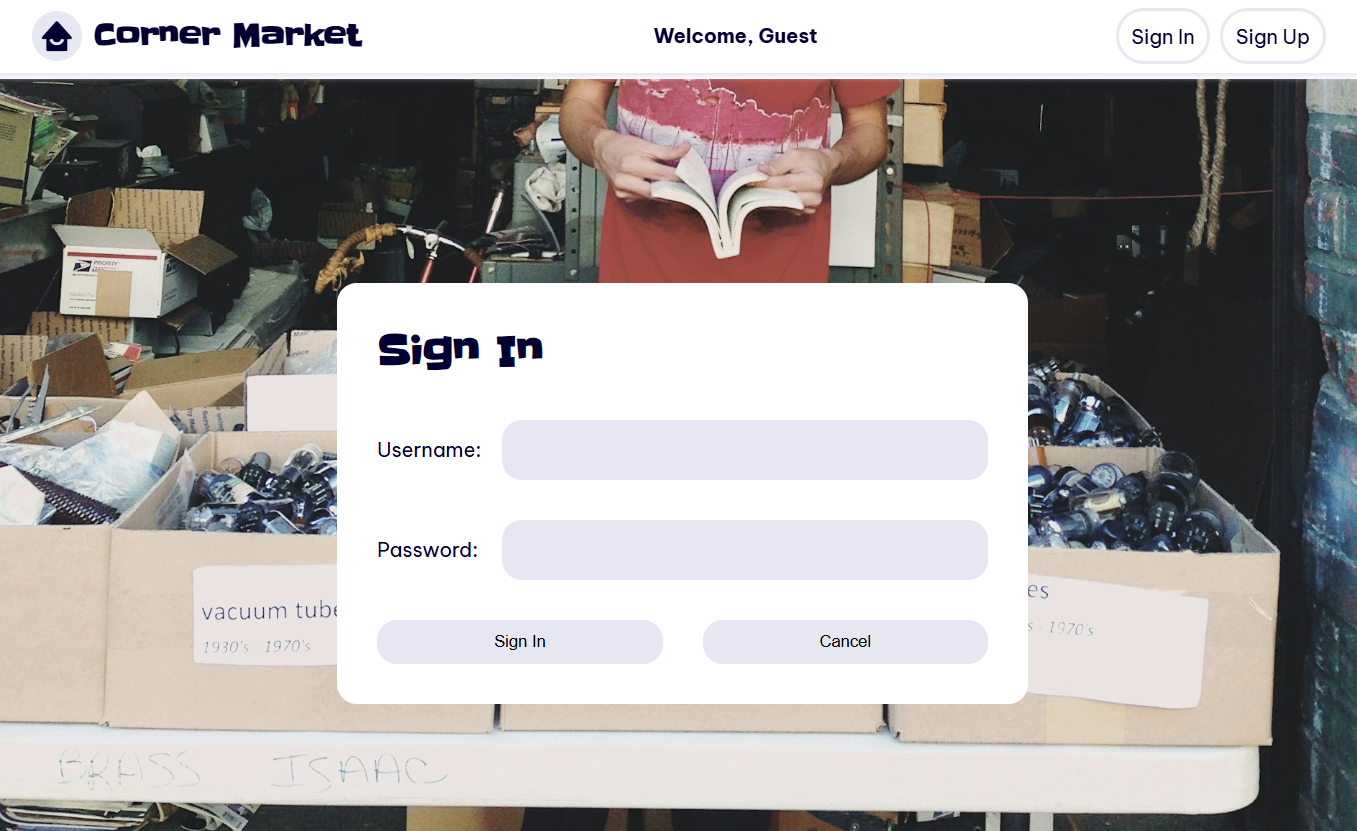 Corner Market
Welcome, Guest
Sign In
Sign Up
PRIORITY
Sign In
Username:
Password:
vacuum tube
1930's - 1970's
es
's - 1970's
Sign In
Cancel
BRASS ISAAC